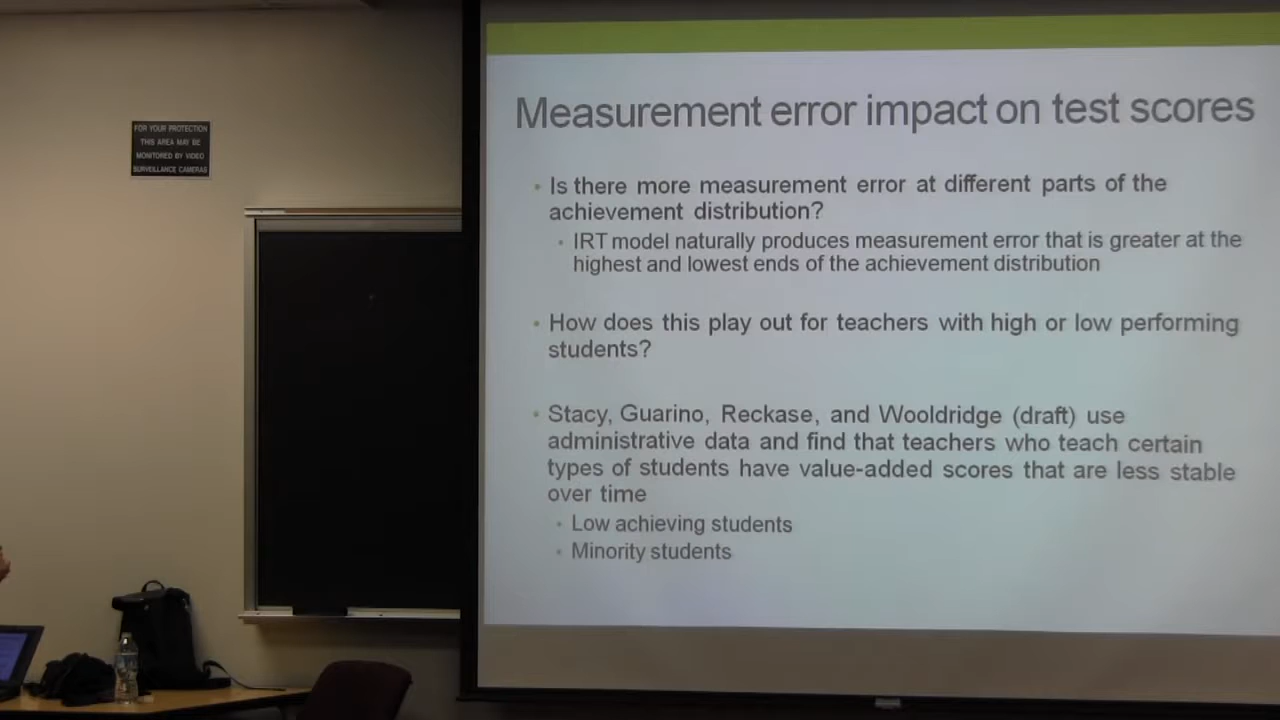 FOR YOUR PROTECTION
THIS AREA MAY BE
MONITORED BY VIDEO
SURVEILLANCE CAMERAS
Measurement error impact on test scores
• Is there more measurement error at different parts of the
achievement distribution?
• IRT model naturally produces measurement error that is greater at the
highest and lowest ends of the achievement distribution
• How does this play out for teachers with high or low performing
students?
• Stacy, Guarino, Reckase, and Wooldridge (draft) use
administrative data and find that teachers who teach certain
types of students have value-added scores that are less stable
over time
• Low achieving students
• Minority students